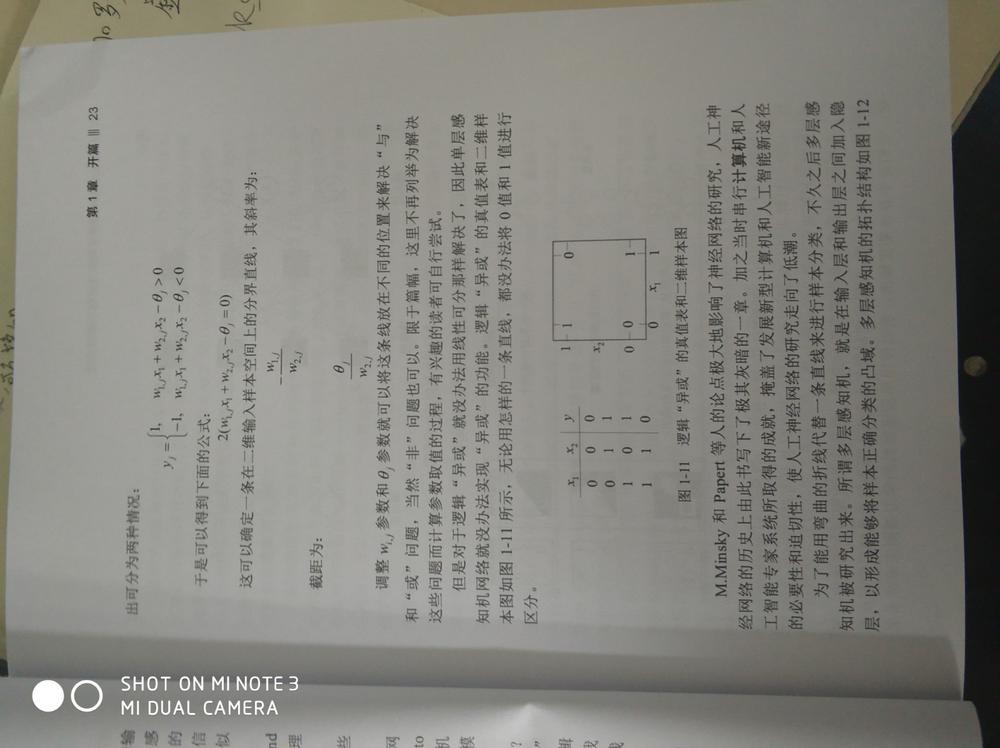 第1章 开篇 ||| 23
出可分为两种情况：
y_j = { 1, w_{1,j}x_1 + w_{2,j}x_2 − θ_j > 0
−1, w_{1,j}x_1 + w_{2,j}x_2 − θ_j < 0
于是可以得到下面的公式：
2(w_{1,j}x_1 + w_{2,j}x_2 − θ_j = 0)
这可以确定一条在二维输入样本空间上的分界直线，其斜率为：
− w_{1,j} / w_{2,j}
截距为：
θ_j / w_{2,j}
调整 w_{i,j} 参数和 θ_j 参数就可以将这条线放在不同的位置来解决“与”
和“或”问题，当然“非”问题也可以。限于篇幅，这里不再列举为解决
这些问题而计算参数取值的过程，有兴趣的读者可自行尝试。
但是对于逻辑“异或”就没办法用线性可分那样解决了，因此单层感
知机网络就没办法实现“异或”的功能。逻辑“异或”的真值表和二维样
本图如图 1-11 所示，无论用怎样的一条直线，都没办法将 0 值和 1 值进行
区分。
x_1 x_2 y
0 0 0
0 1 1
1 0 1
1 1 0
1 1 0
x_2
0 0 1
0 x_1 1
图 1-11 逻辑“异或”的真值表和二维样本图
M.Minsky 和 Papert 等人的论点极大地影响了神经网络的研究，人工神
经网络的历史上由此书写下了极其灰暗的一章。加之当时串行计算机和人
工智能专家系统所取得的成就，掩盖了发展新型计算机和人工智能新途径
的必要性和迫切性，使人工神经网络的研究走向了低潮。
为了能用弯曲的折线代替一条直线来进行样本分类，不久之后多层感
知机被研究出来。所谓多层感知机，就是在输入层和输出层之间加入隐
层，以形成能够将样本正确分类的凸域。多层感知机的拓扑结构如图 1-12
输
感
的
信
似
nd
理
些
网
to
机
模
？
”
辑
我
SHOT ON MI NOTE 3
MI DUAL CAMERA